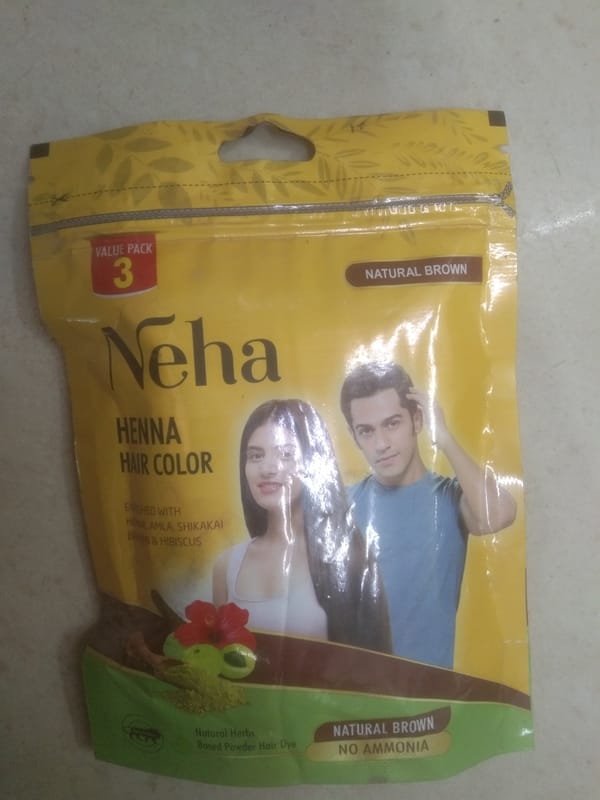 VALUE PACK
3
NATURAL BROWN
Neha
HENNA
HAIR COLOR
ENRICHED WITH
AMLA, SHIKAKAI
& HIBISCUS
Natural Herbs
Based Powder Hair Dye
NATURAL BROWN
NO AMMONIA